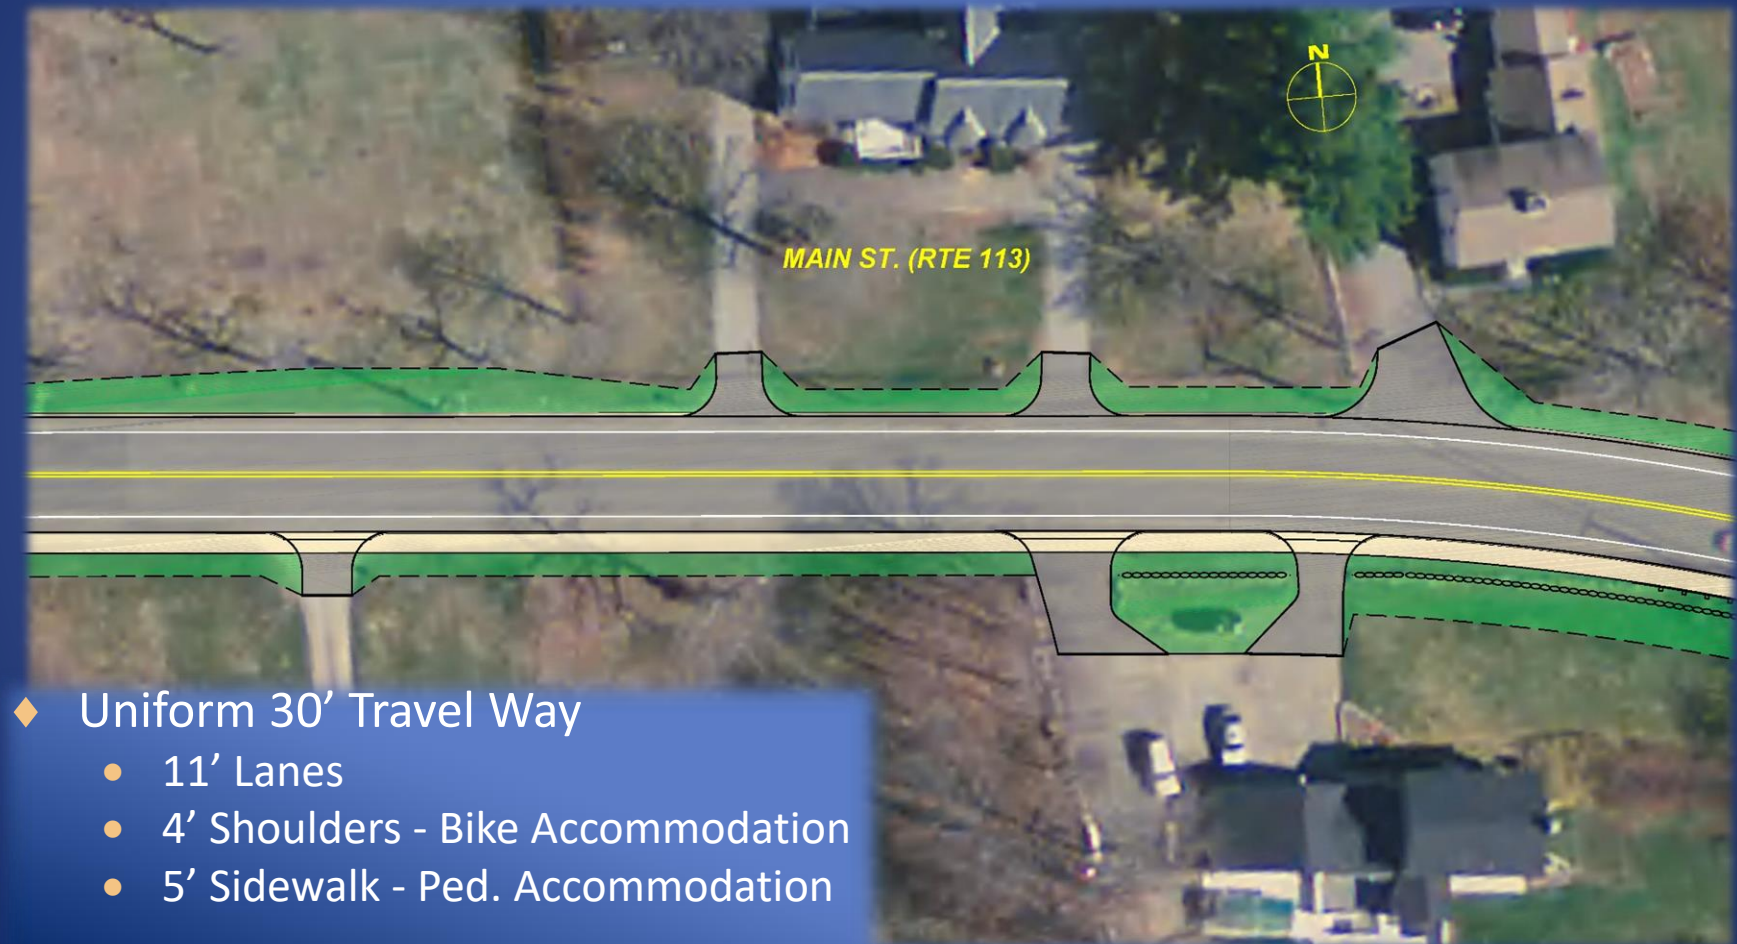 N
MAIN ST. (RTE 113)
Uniform 30’ Travel Way
11’ Lanes
4’ Shoulders - Bike Accommodation
5’ Sidewalk - Ped. Accommodation